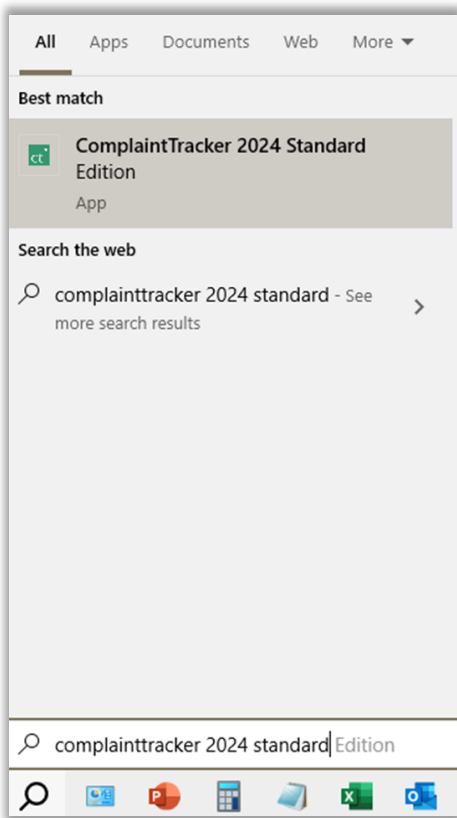 All Apps Documents Web More
Best match
ct
ComplaintTracker 2024 Standard
Edition
App
Search the web
complainttracker 2024 standard - See
more search results
complainttracker 2024 standard Edition